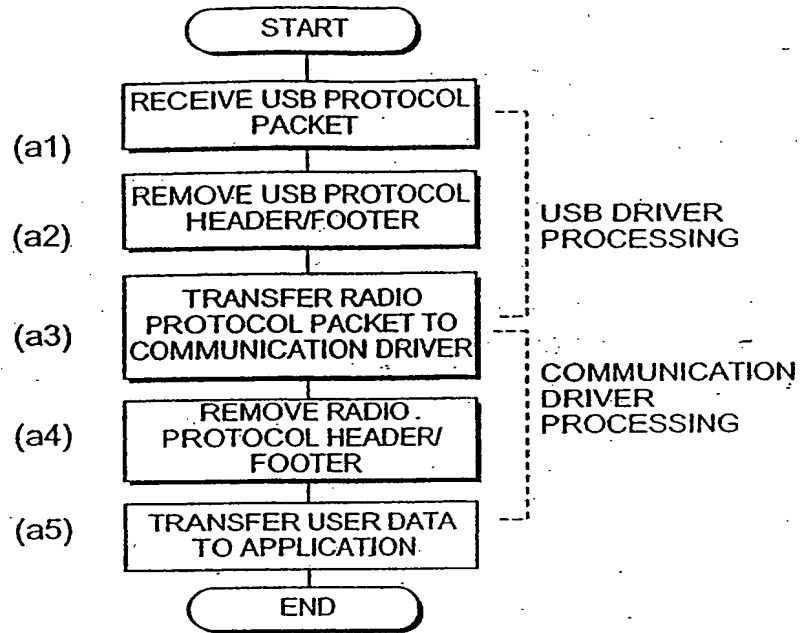 START
RECEIVE USB PROTOCOL
PACKET
(a1)
REMOVE USB PROTOCOL
HEADER/FOOTER
(a2)
USB DRIVER
PROCESSING
TRANSFER RADIO
PROTOCOL PACKET TO
COMMUNICATION DRIVER
(a3)
COMMUNICATION
DRIVER
PROCESSING
REMOVE RADIO
PROTOCOL HEADER/
FOOTER
(a4)
TRANSFER USER DATA
TO APPLICATION
(a5)
END